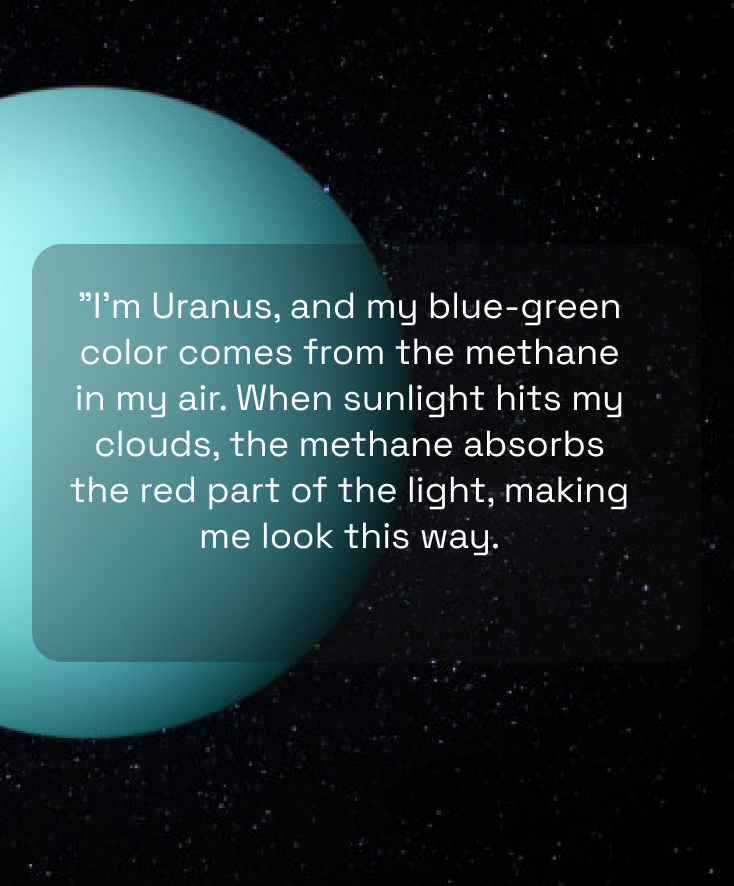 ”I’m Uranus, and my blue-green
color comes from the methane
in my air. When sunlight hits my
clouds, the methane absorbs
the red part of the light, making
me look this way.